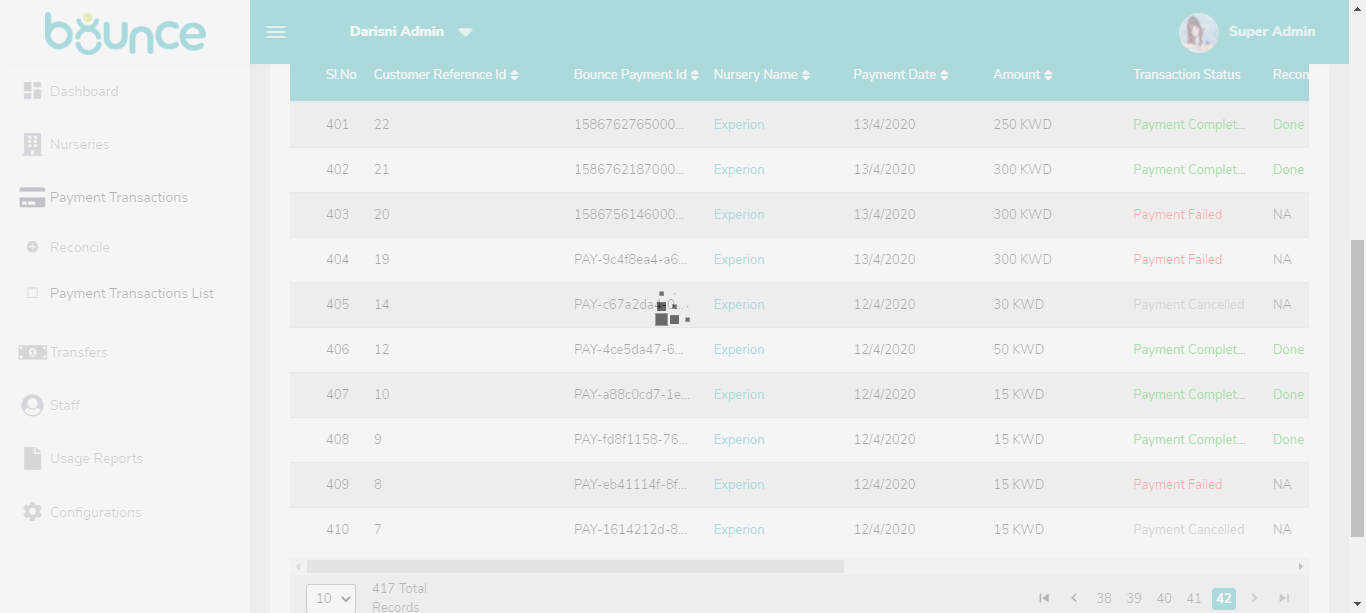 bounce
Darisni Admin
Super Admin
Dashboard
Nurseries
Payment Transactions
Reconcile
Payment Transactions List
Transfers
Staff
Usage Reports
Configurations
Sl.No Customer Reference Id Bounce Payment Id Nursery Name Payment Date Amount Transaction Status Recon
401 22 1586762765000... Experion 13/4/2020 250 KWD Payment Complet... Done
402 21 1586762187000... Experion 13/4/2020 300 KWD Payment Complet... Done
403 20 1586756146000... Experion 13/4/2020 300 KWD Payment Failed NA
404 19 PAY-9c4f8ea4-a6... Experion 13/4/2020 300 KWD Payment Failed NA
405 14 Experion 12/4/2020 30 KWD Payment Cancelled NA
406 12 PAY-4ce5da47-6... Experion 12/4/2020 50 KWD Payment Complet... Done
407 10 PAY-a88c0cd7-1e... Experion 12/4/2020 15 KWD Payment Complet... Done
408 9 PAY-fd8f1158-76... Experion 12/4/2020 15 KWD Payment Complet... Done
409 8 PAY-eb41114f-8f... Experion 12/4/2020 15 KWD Payment Failed NA
410 7 PAY-1614212d-8... Experion 12/4/2020 15 KWD Payment Cancelled NA
10
417 Total
Records
38 39 40 41 42